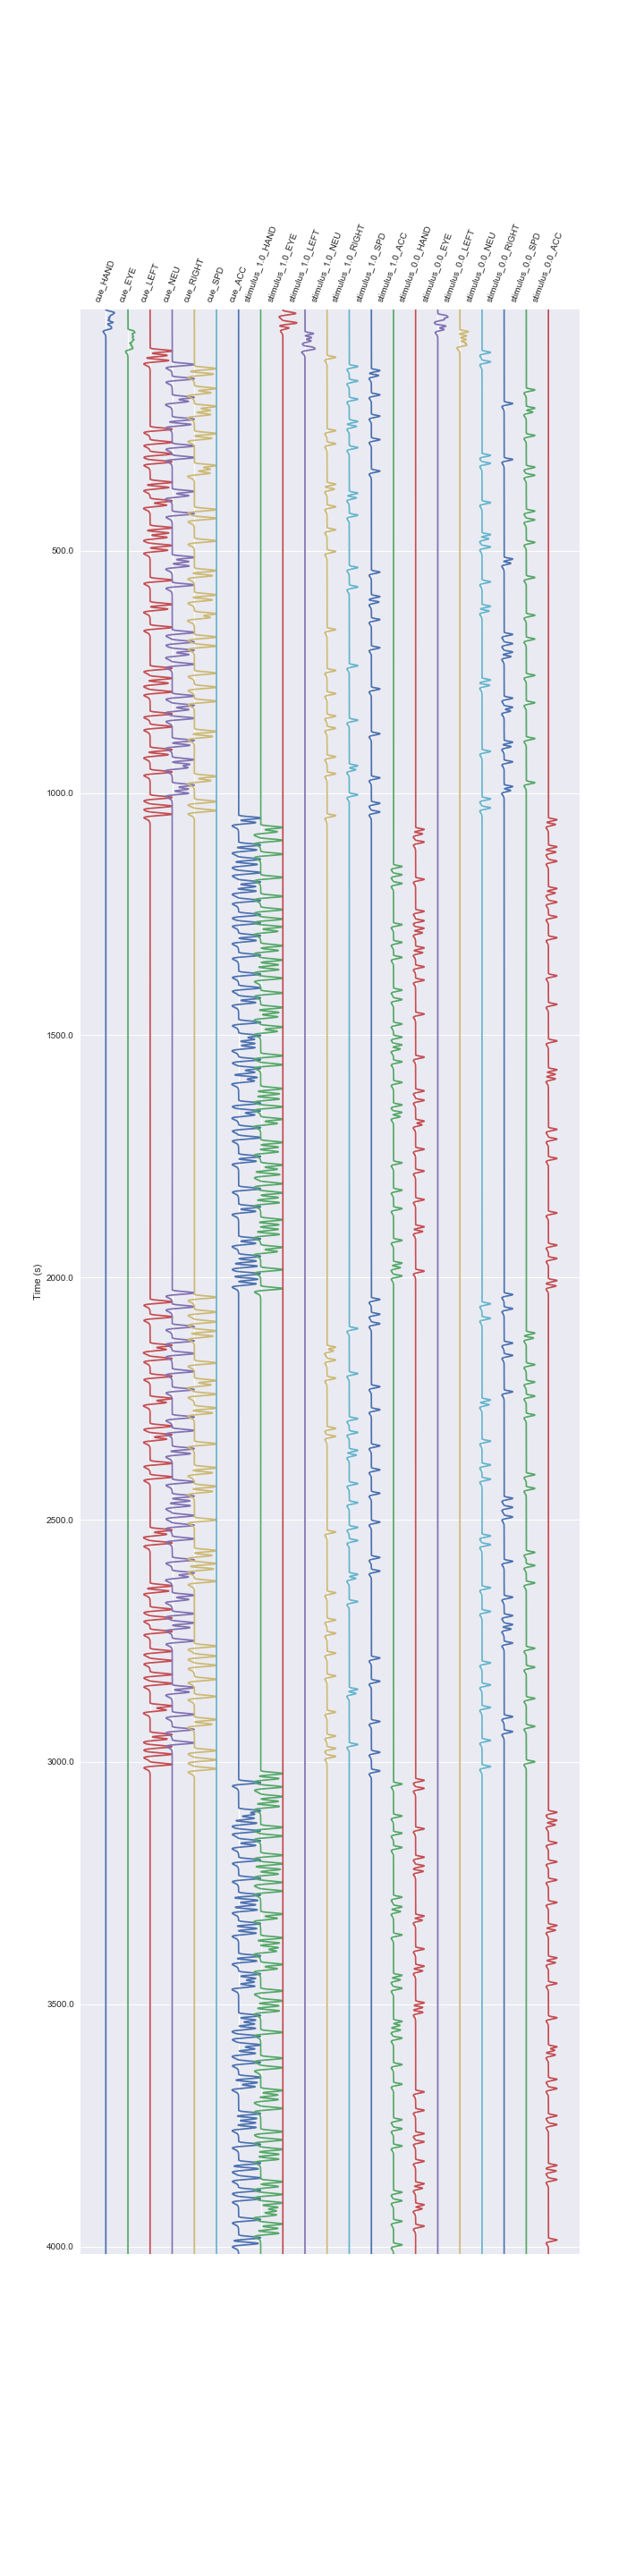 cue_HAND
cue_EYE
cue_LEFT
cue_NEU
cue_RIGHT
cue_SPD
cue_ACC
stimulus_1.0_HAND
stimulus_1.0_EYE
stimulus_1.0_LEFT
stimulus_1.0_NEU
stimulus_1.0_RIGHT
stimulus_1.0_SPD
stimulus_1.0_ACC
stimulus_0.0_HAND
stimulus_0.0_EYE
stimulus_0.0_LEFT
stimulus_0.0_NEU
stimulus_0.0_RIGHT
stimulus_0.0_SPD
stimulus_0.0_ACC
500.0
1000.0
1500.0
Time (s)
2000.0
2500.0
3000.0
3500.0
4000.0